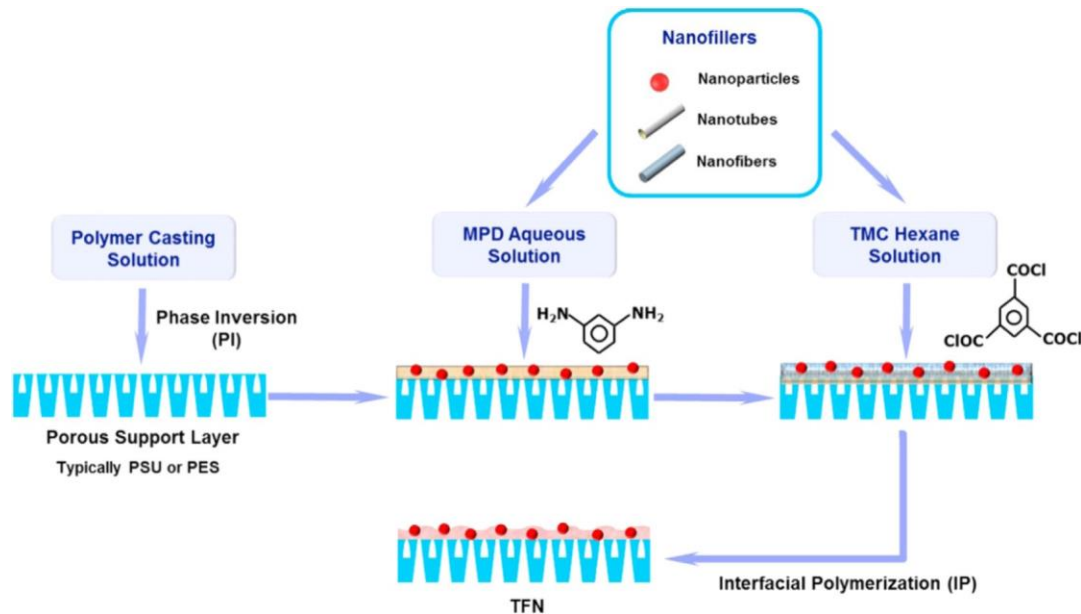 Nanofillers
Nanoparticles
Nanotubes
Nanofibers
Polymer Casting
Solution
MPD Aqueous
Solution
TMC Hexane
Solution
Phase Inversion
(PI)
H₂N
NH₂
COCl
ClOC
COCl
Porous Support Layer
Typically PSU or PES
Interfacial Polymerization (IP)
TFN